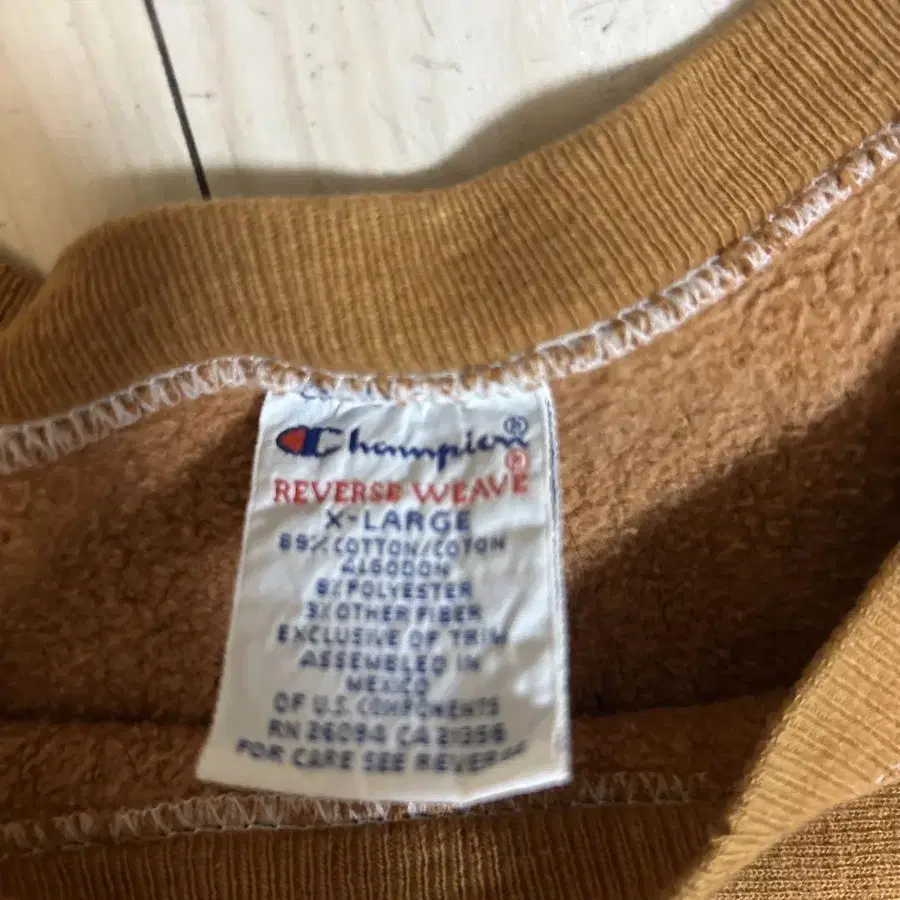 Champion®
REVERSE WEAVE®
X-LARGE
89% COTTON/COTON
ALGODON
8% POLYESTER
3% OTHER FIBER
EXCLUSIVE OF TRIM
ASSEMBLED IN
MEXICO
OF U.S. COMPONENTS
RN 26094 CA 21356
FOR CARE SEE REVERSE